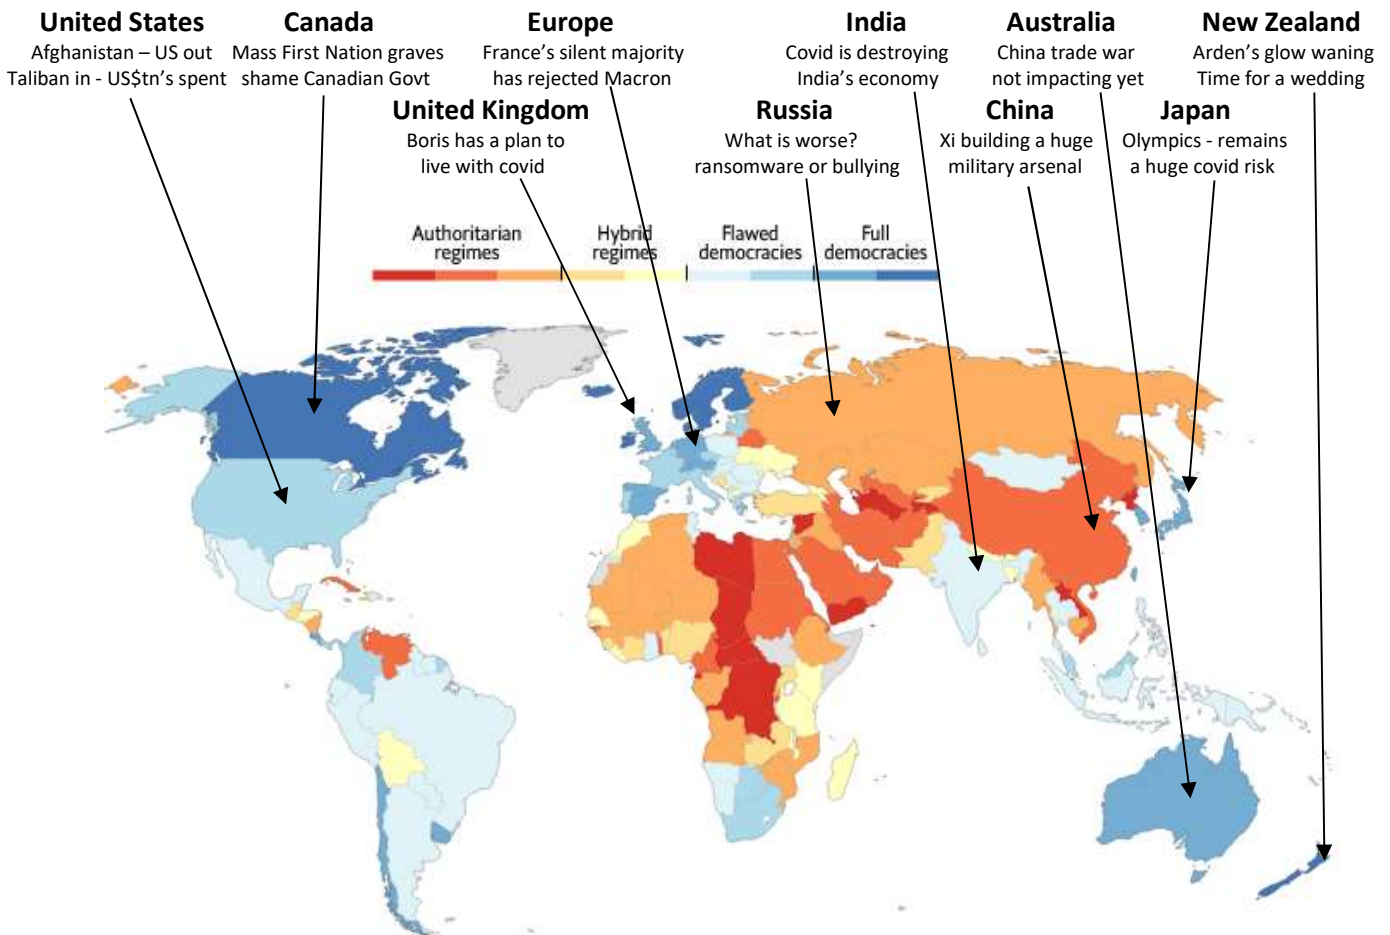 United States
Afghanistan – US out
Taliban in - US$tn's spent
Canada
Mass First Nation graves
shame Canadian Govt
Europe
France's silent majority
has rejected Macron
India
Covid is destroying
India's economy
Australia
China trade war
not impacting yet
New Zealand
Arden's glow waning
Time for a wedding
United Kingdom
Boris has a plan to
live with covid
Russia
What is worse?
ransomware or bullying
China
Xi building a huge
military arsenal
Japan
Olympics - remains
a huge covid risk
Authoritarian
regimes
Hybrid
regimes
Flawed
democracies
Full
democracies